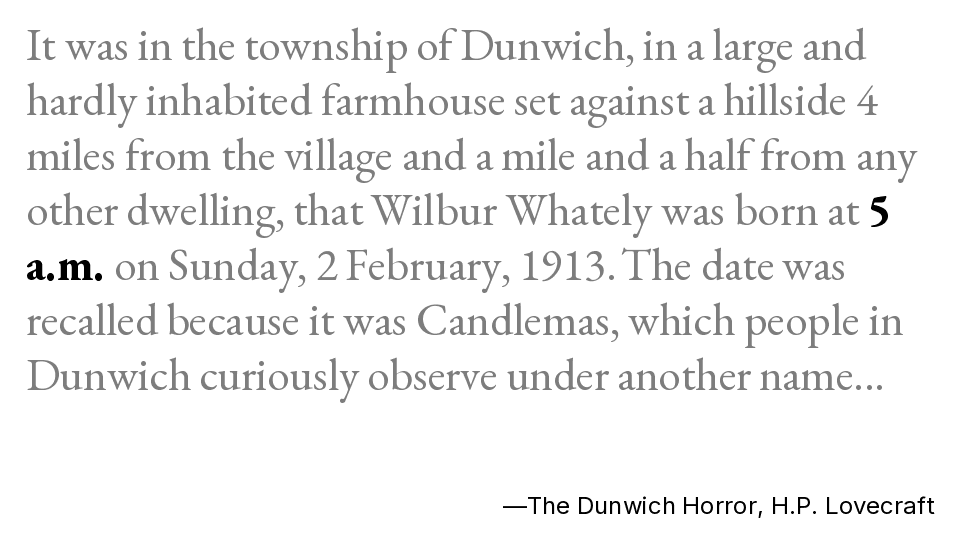 It was in the township of Dunwich, in a large and
hardly inhabited farmhouse set against a hillside 4
miles from the village and a mile and a half from any
other dwelling, that Wilbur Whately was born at 5
a.m. on Sunday, 2 February, 1913. The date was
recalled because it was Candlemas, which people in
Dunwich curiously observe under another name...
—The Dunwich Horror, H.P. Lovecraft